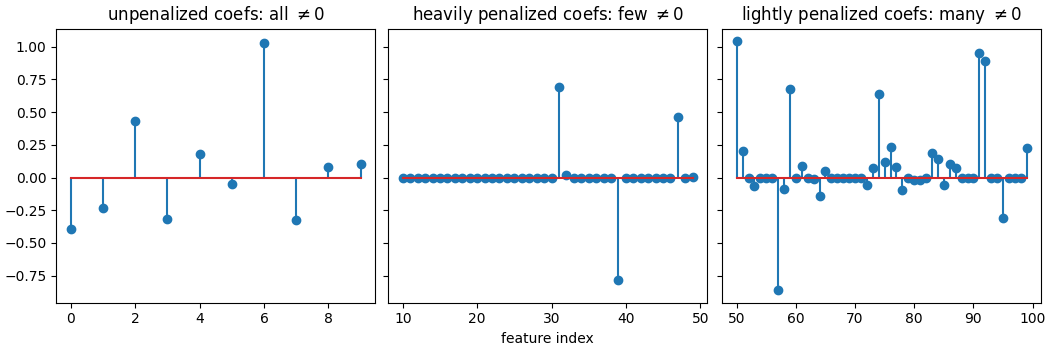 unpenalized coefs: all ≠0
heavily penalized coefs: few ≠0
lightly penalized coefs: many ≠0
1.00
0.75
0.50
0.25
0.00
−0.25
−0.50
−0.75
0 2 4 6 8
10 20 30 40 50
50 60 70 80 90 100
feature index